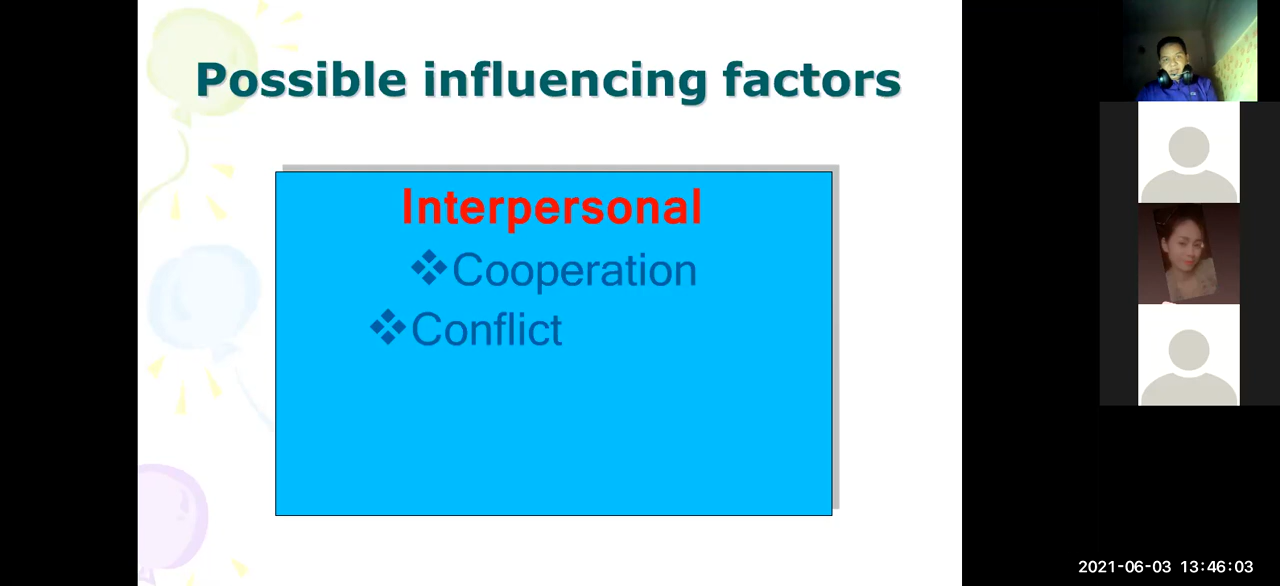 Possible influencing factors
Interpersonal
❖Cooperation
❖Conflict
2021-06-03 13:46:03